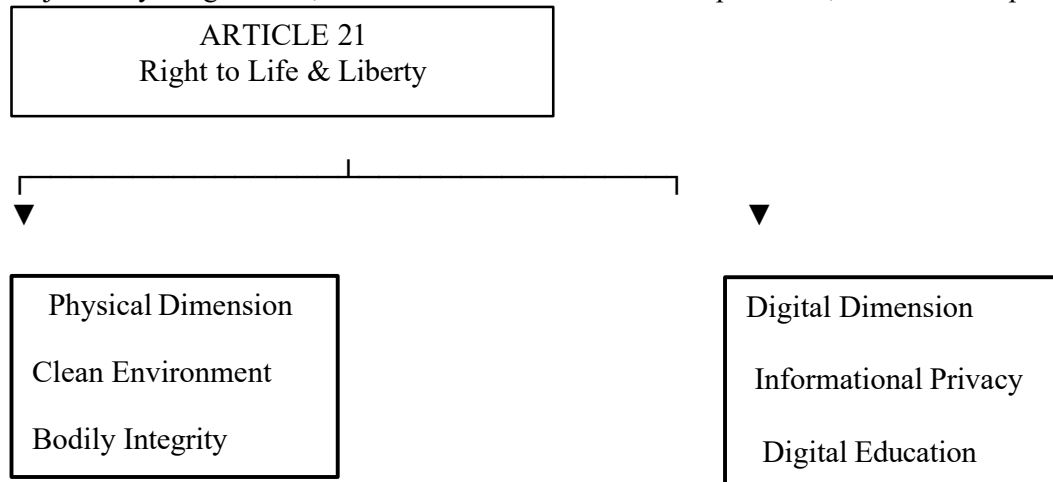 ARTICLE 21
Right to Life & Liberty
Physical Dimension
Clean Environment
Bodily Integrity
Digital Dimension
Informational Privacy
Digital Education